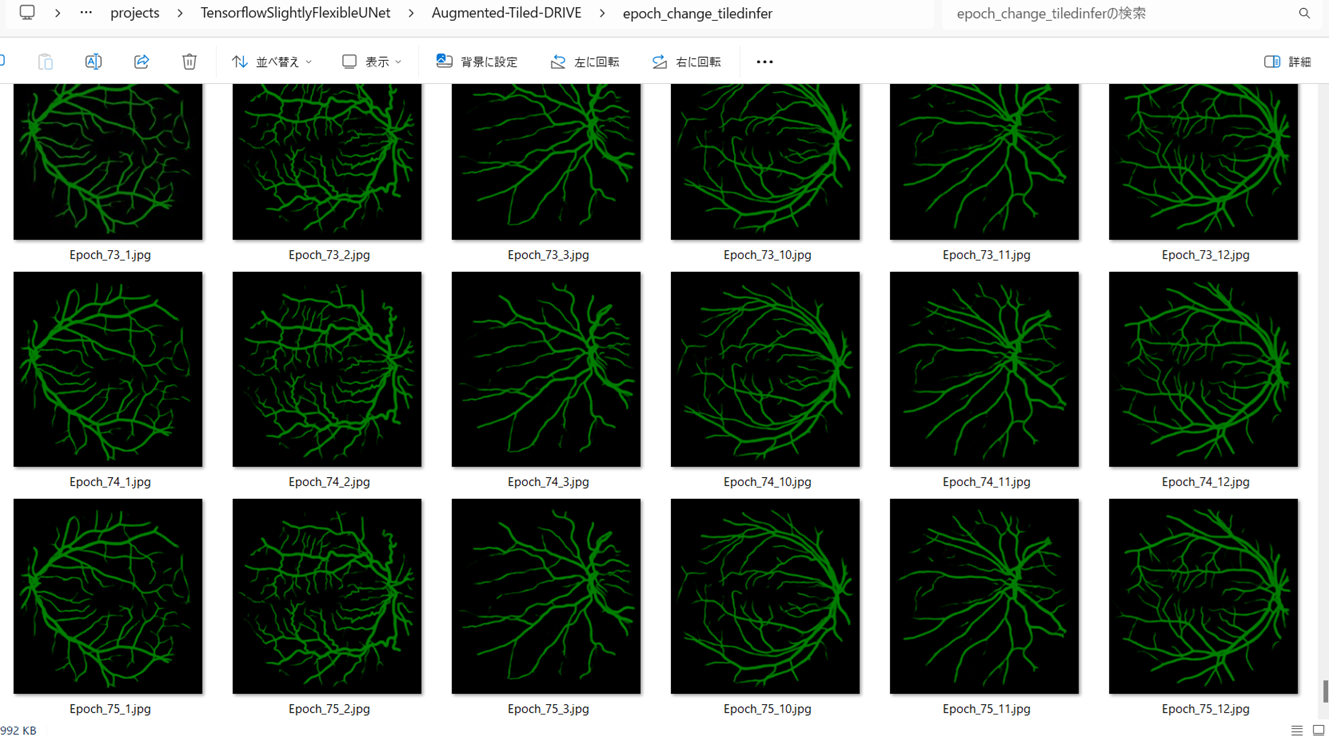 projects > TensorflowSlightlyFlexibleUNet > Augmented-Tiled-DRIVE > epoch_change_tiledinfer epoch_change_tiledinferの検索
並べ替え 表示 背景に設定 左に回転 右に回転 詳細
Epoch_73_1.jpg Epoch_73_2.jpg Epoch_73_3.jpg Epoch_73_10.jpg Epoch_73_11.jpg Epoch_73_12.jpg
Epoch_74_1.jpg Epoch_74_2.jpg Epoch_74_3.jpg Epoch_74_10.jpg Epoch_74_11.jpg Epoch_74_12.jpg
Epoch_75_1.jpg Epoch_75_2.jpg Epoch_75_3.jpg Epoch_75_10.jpg Epoch_75_11.jpg Epoch_75_12.jpg
992 KB